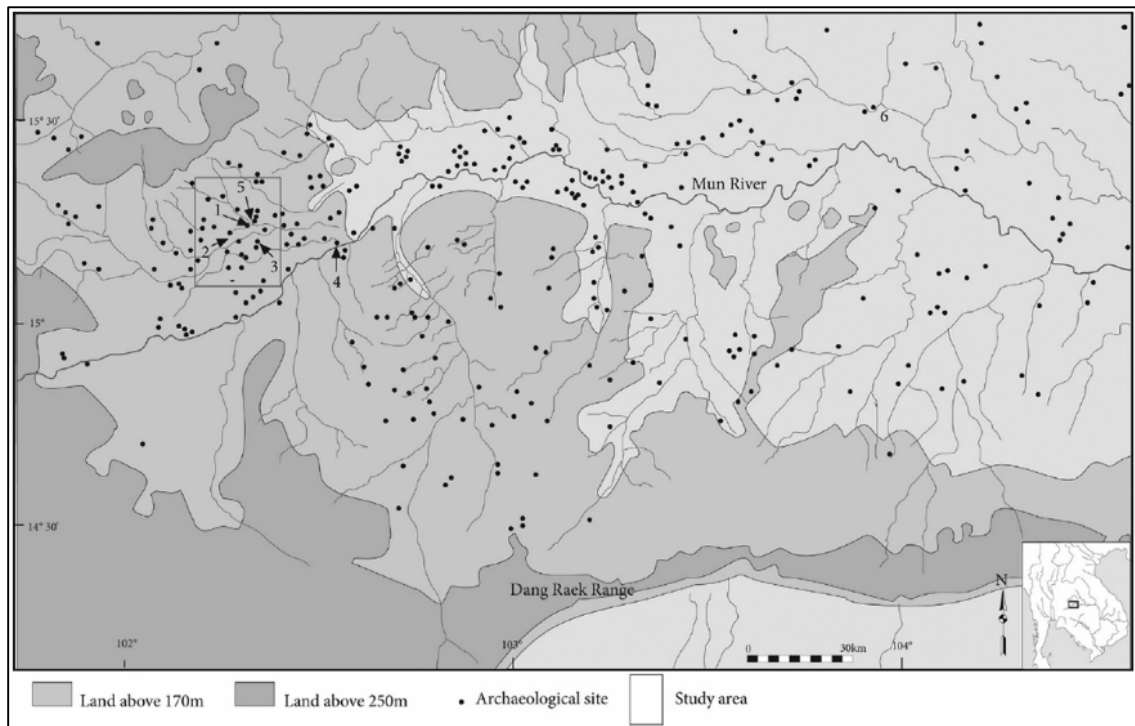 15° 30'
6
Mun River
5
1
2
3
4
15°
14° 30'
Dang Raek Range
N
102°
103°
0
30km
104°
Land above 170m
Land above 250m
Archaeological site
Study area